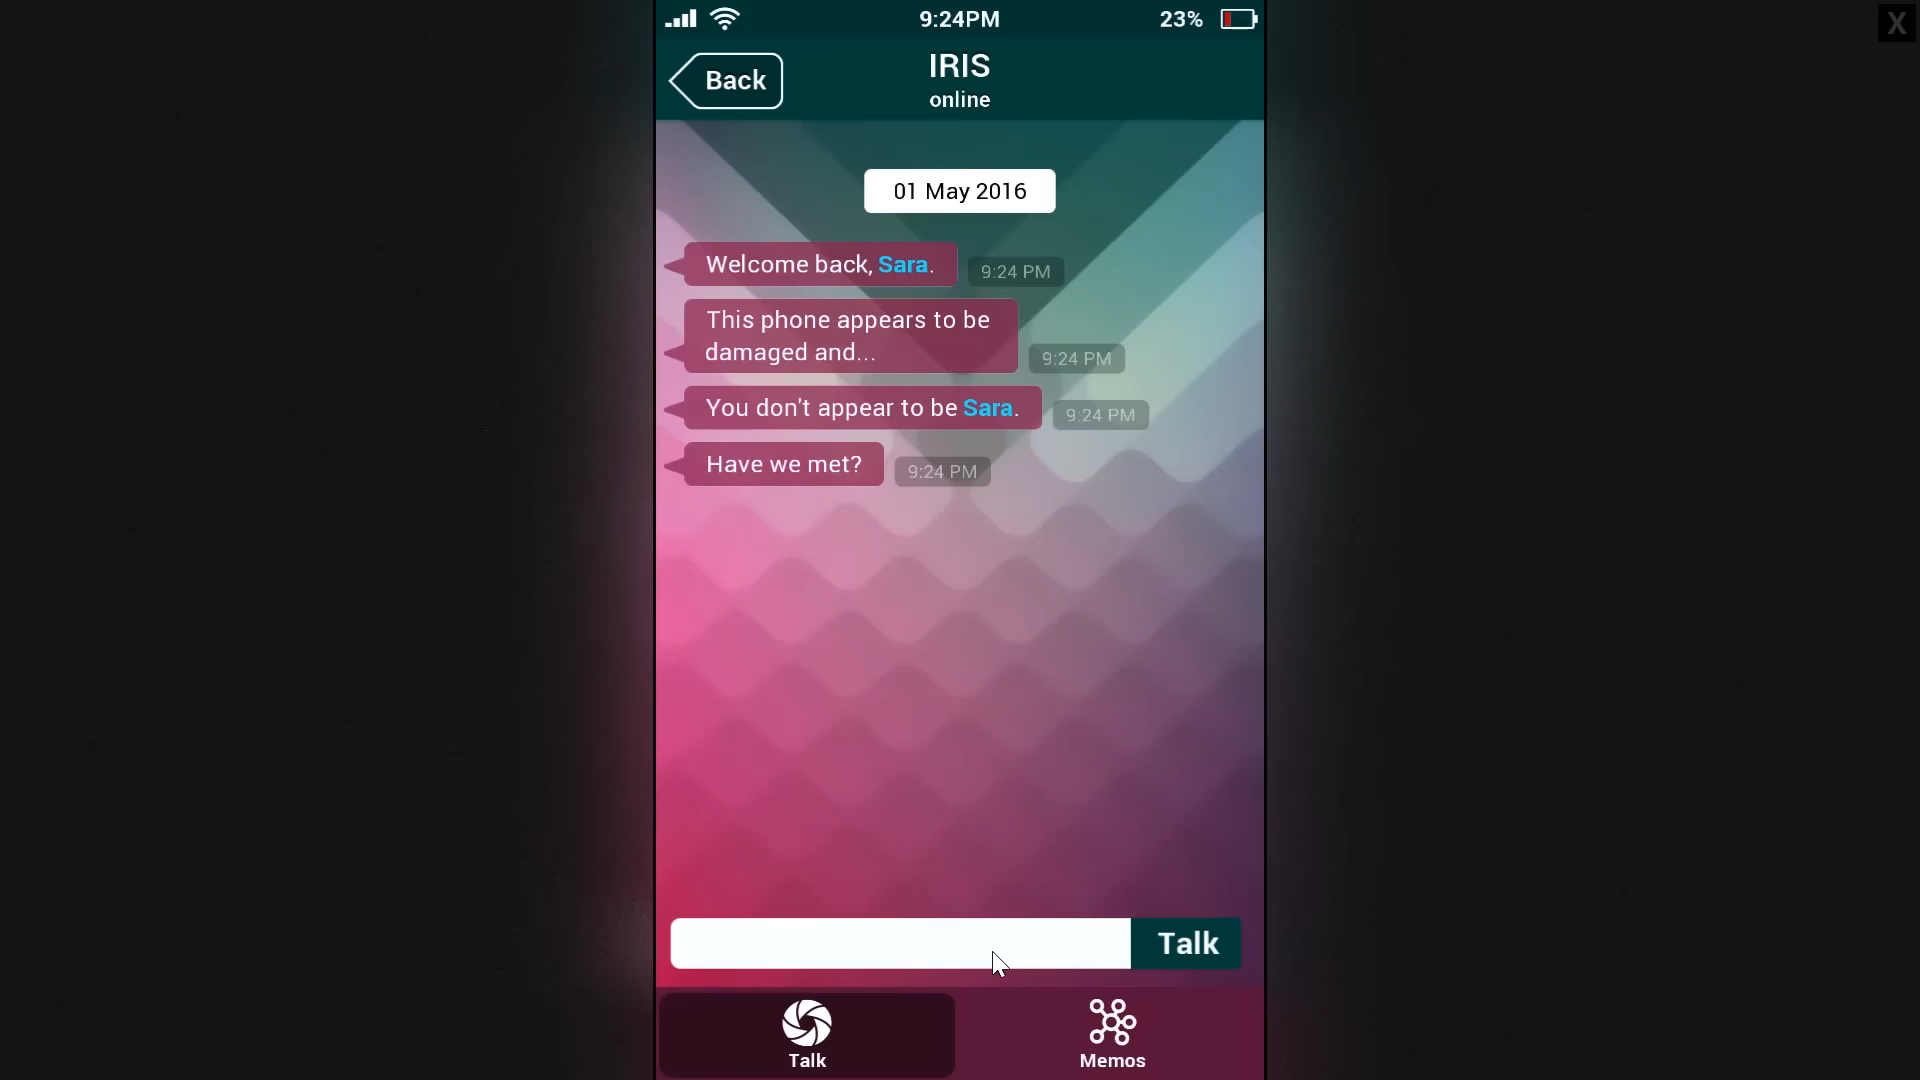 9:24PM 23%
X
Back
IRIS
online
01 May 2016
Welcome back, Sara.
9:24 PM
This phone appears to be
damaged and...
9:24 PM
You don't appear to be Sara.
9:24 PM
Have we met?
9:24 PM
Talk
Talk
Memos